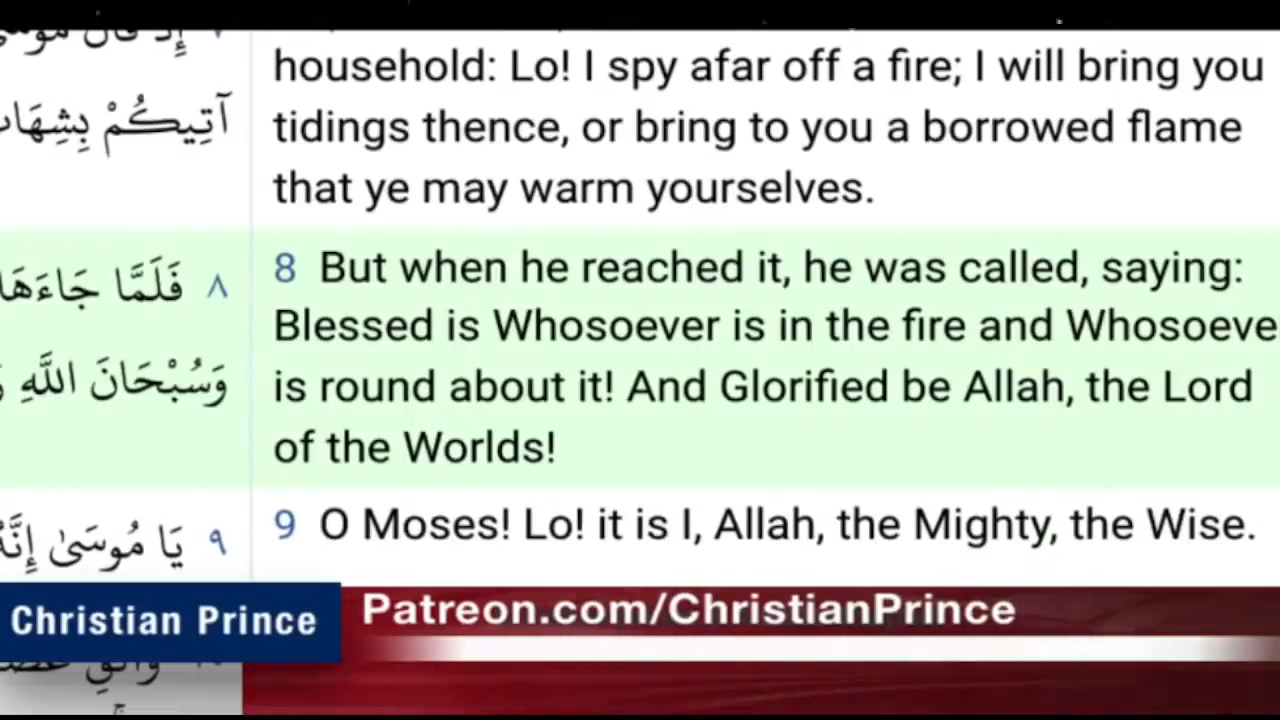 إِذْ قَالَ مُوسَىٰ
household: Lo! I spy afar off a fire; I will bring you
آتِيكُمْ بِشِهَابٍ
tidings thence, or bring to you a borrowed flame
that ye may warm yourselves.
٨ فَلَمَّا جَاءَهَا
8 But when he reached it, he was called, saying:
Blessed is Whosoever is in the fire and Whosoeve
وَسُبْحَانَ اللَّهِ
is round about it! And Glorified be Allah, the Lord
of the Worlds!
٩ يَا مُوسَىٰ إِنَّهُ
9 O Moses! Lo! it is I, Allah, the Mighty, the Wise.
Christian Prince
Patreon.com/ChristianPrince